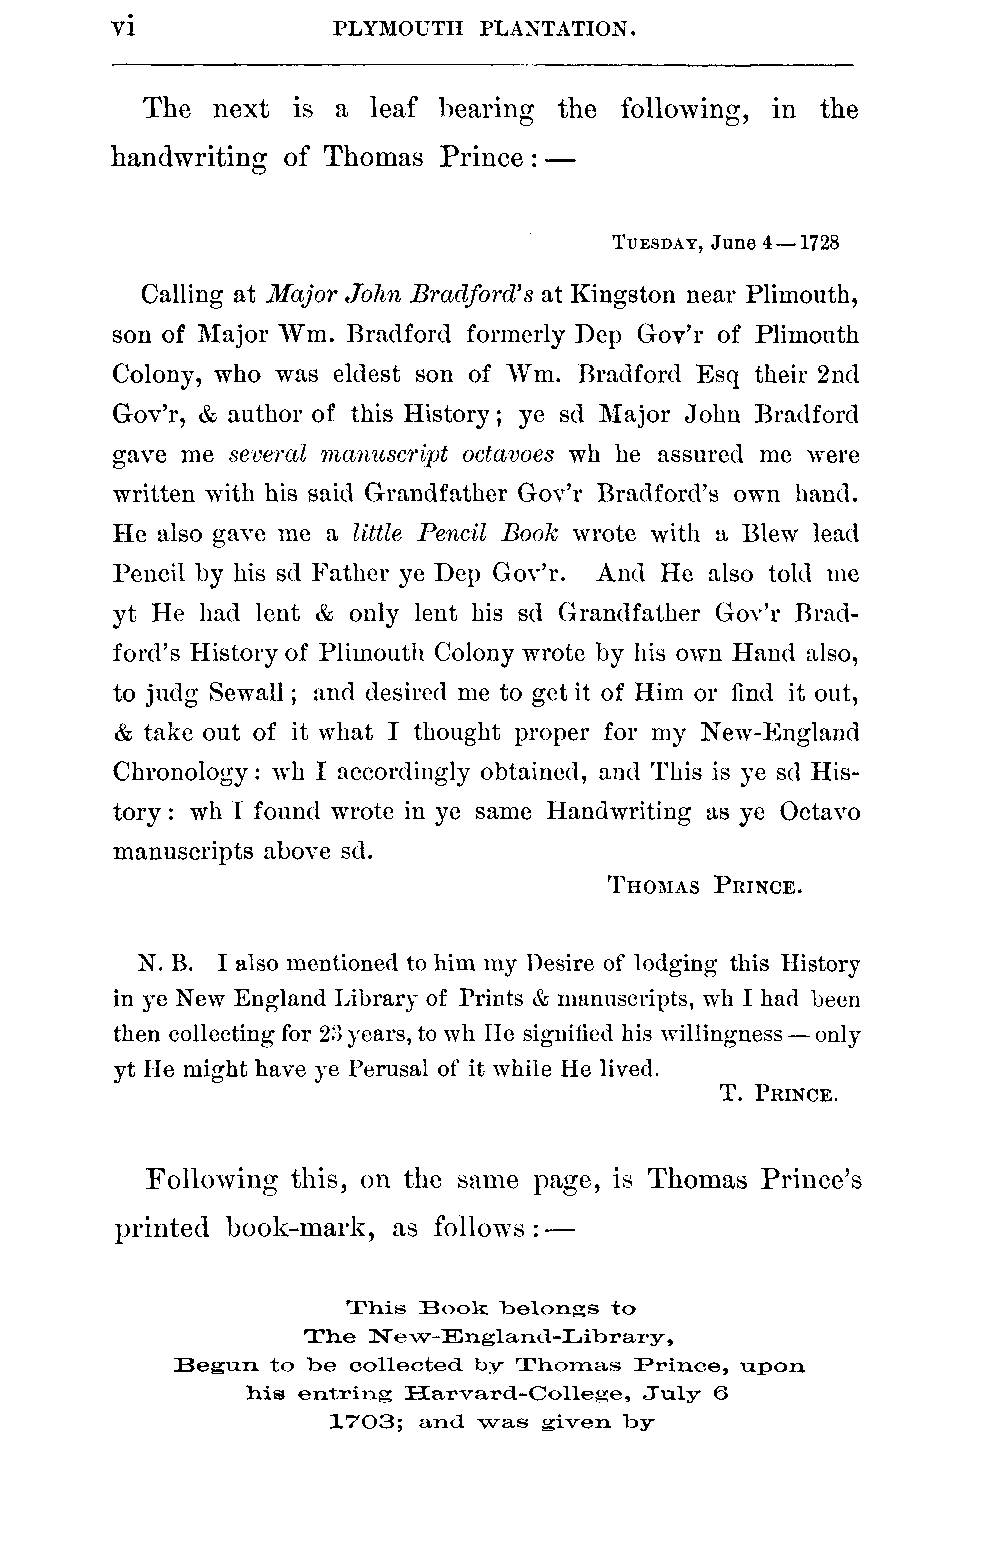 vi PLYMOUTH PLANTATION.
The next is a leaf bearing the following, in the
handwriting of Thomas Prince : —
TUESDAY, June 4—1728
Calling at Major John Bradford's at Kingston near Plimouth,
son of Major Wm. Bradford formerly Dep Gov'r of Plimouth
Colony, who was eldest son of Wm. Bradford Esq their 2nd
Gov'r, & author of this History; ye sd Major John Bradford
gave me several manuscript octavoes wh he assured me were
written with his said Grandfather Gov'r Bradford's own hand.
He also gave me a little Pencil Book wrote with a Blew lead
Pencil by his sd Father ye Dep Gov'r. And He also told me
yt He had lent & only lent his sd Grandfather Gov'r Brad-
ford's History of Plimouth Colony wrote by his own Hand also,
to judg Sewall; and desired me to get it of Him or find it out,
& take out of it what I thought proper for my New-England
Chronology: wh I accordingly obtained, and This is ye sd His-
tory: wh I found wrote in ye same Handwriting as ye Octavo
manuscripts above sd.
THOMAS PRINCE.
N. B. I also mentioned to him my Desire of lodging this History
in ye New England Library of Prints & manuscripts, wh I had been
then collecting for 23 years, to wh He signified his willingness — only
yt He might have ye Perusal of it while He lived.
T. PRINCE.
Following this, on the same page, is Thomas Prince's
printed book-mark, as follows : —
This Book belongs to
The New-England-Library,
Begun to be collected by Thomas Prince, upon
his entring Harvard-College, July 6
1703; and was given by